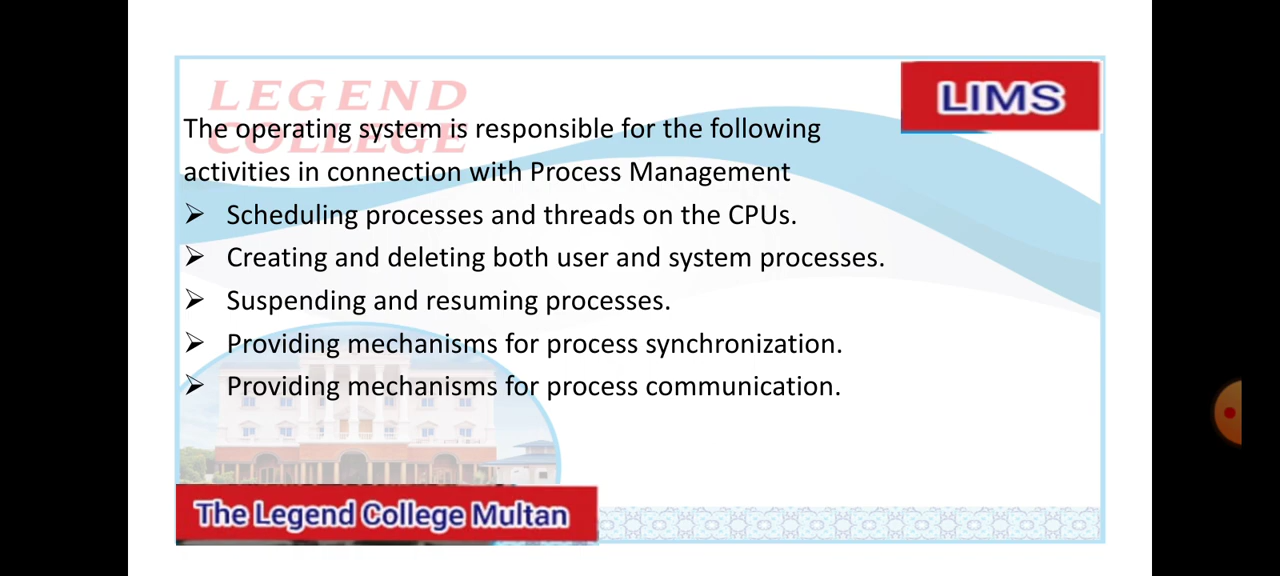 LEGEND
COLLEGE
LIMS
The operating system is responsible for the following
activities in connection with Process Management
➢ Scheduling processes and threads on the CPUs.
➢ Creating and deleting both user and system processes.
➢ Suspending and resuming processes.
➢ Providing mechanisms for process synchronization.
➢ Providing mechanisms for process communication.
The Legend College Multan